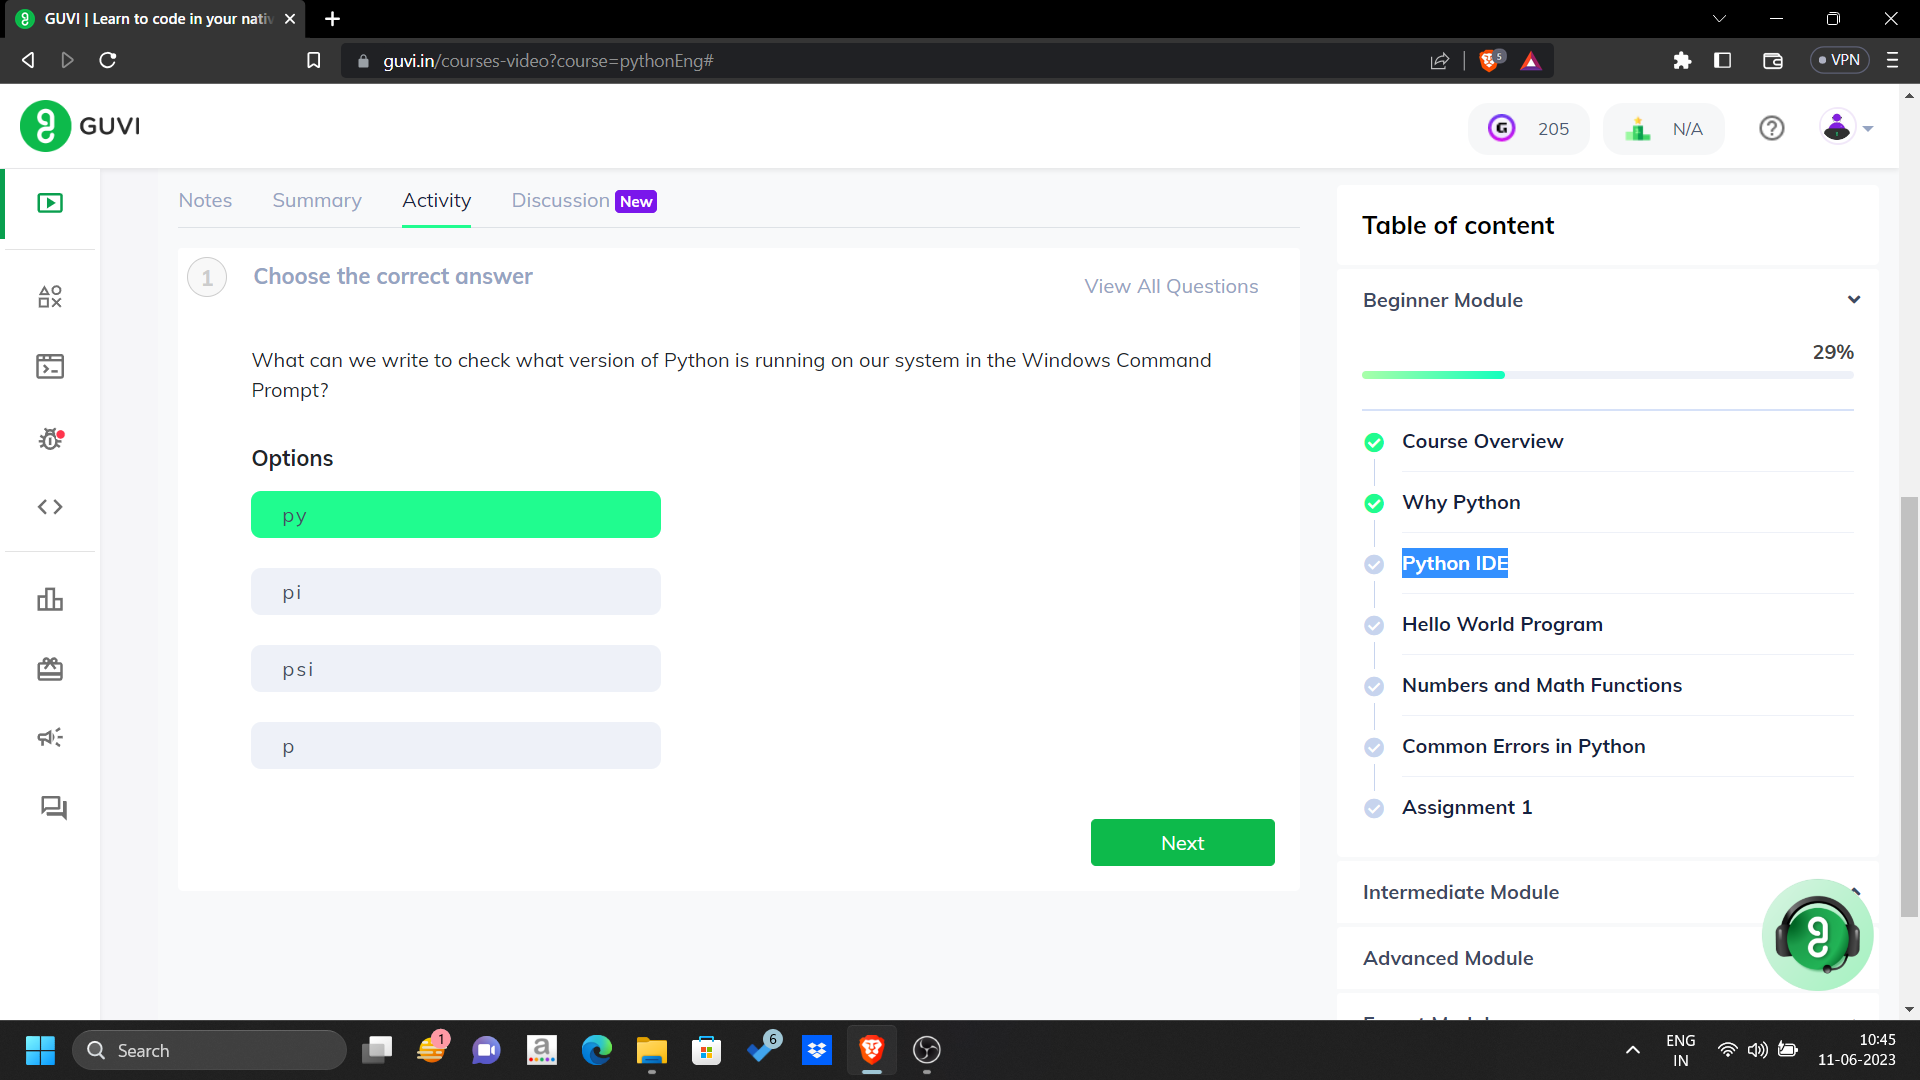 GUVI | Learn to code in your nativ
guvi.in/courses-video?course=pythonEng#
5
VPN
GUVI
205
N/A
Notes
Summary
Activity
Discussion New
1
Choose the correct answer
View All Questions
What can we write to check what version of Python is running on our system in the Windows Command
Prompt?
Options
py
pi
psi
p
Next
Table of content
Beginner Module
29%
Course Overview
Why Python
Python IDE
Hello World Program
Numbers and Math Functions
Common Errors in Python
Assignment 1
Intermediate Module
Advanced Module
Search
1
a
6
ENG
IN
10:45
11-06-2023